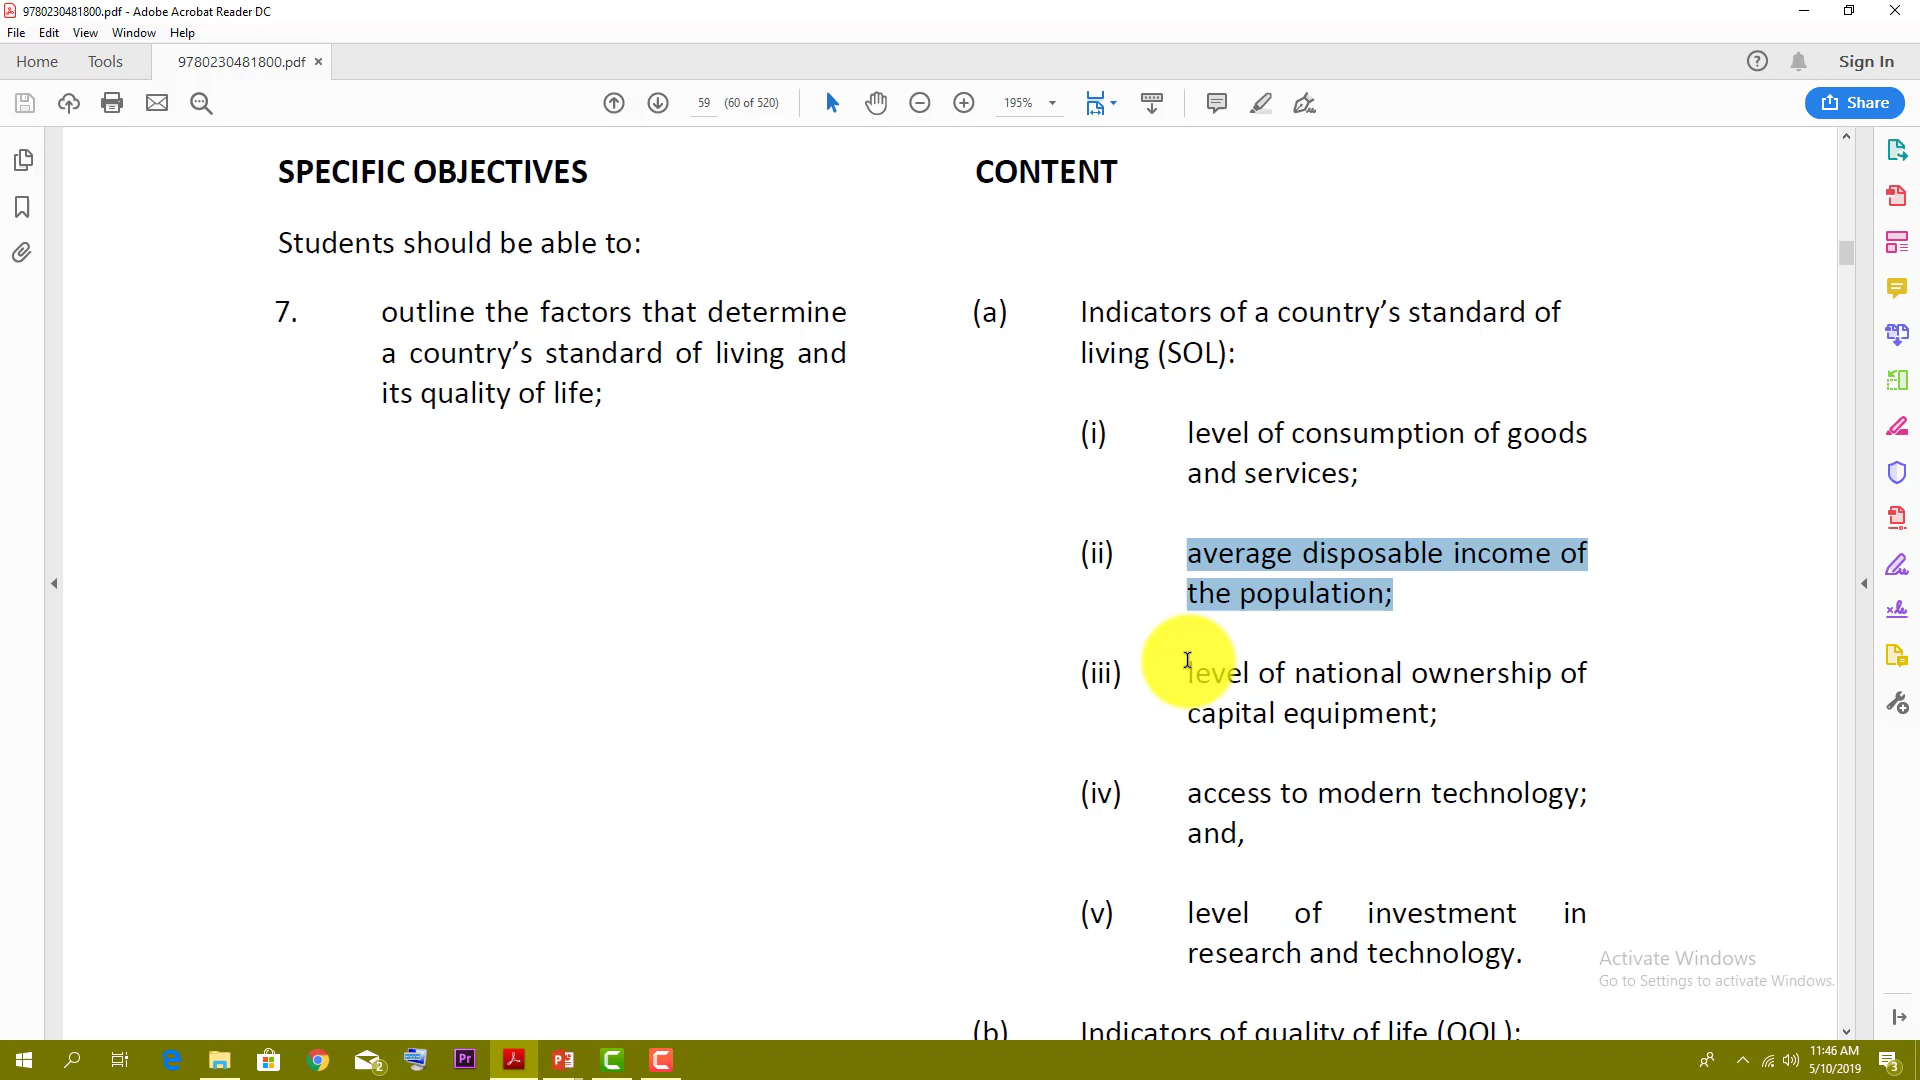 9780230481800.pdf - Adobe Acrobat Reader DC
File Edit View Window Help
Home Tools 9780230481800.pdf × Sign In
59 (60 of 520) 195% Share
SPECIFIC OBJECTIVES CONTENT
Students should be able to:
7. outline the factors that determine
a country’s standard of living and
its quality of life;
(a) Indicators of a country’s standard of
living (SOL):
(i) level of consumption of goods
and services;
(ii) average disposable income of
the population;
(iii) level of national ownership of
capital equipment;
(iv) access to modern technology;
and,
(v) level of investment in
research and technology.
Activate Windows
Go to Settings to activate Windows.
(b) Indicators of quality of life (QOL):
2 Pr 11:46 AM
5/10/2019 3